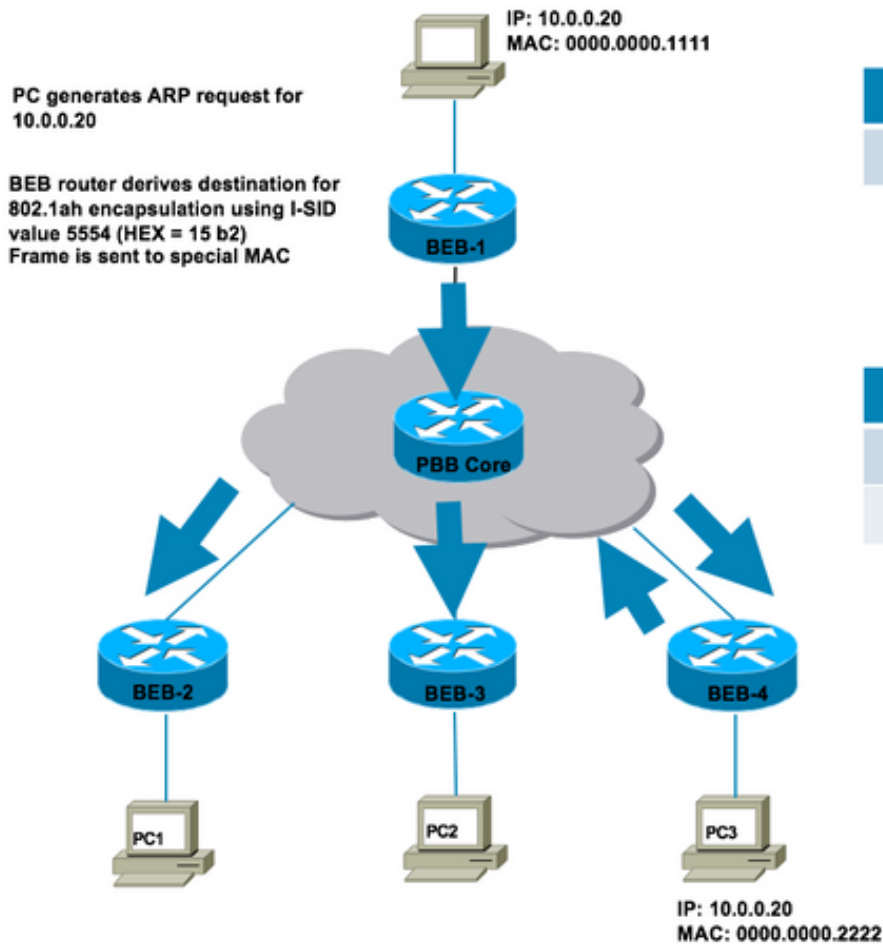 IP: 10.0.0.20
MAC: 0000.0000.1111
PC generates ARP request for
10.0.0.20
BEB router derives destination for
802.1ah encapsulation using I-SID
value 5554 (HEX = 15 b2)
Frame is sent to special MAC
BEB-1
PBB Core
BEB-2
BEB-3
BEB-4
PC1
PC2
PC3
IP: 10.0.0.20
MAC: 0000.0000.2222